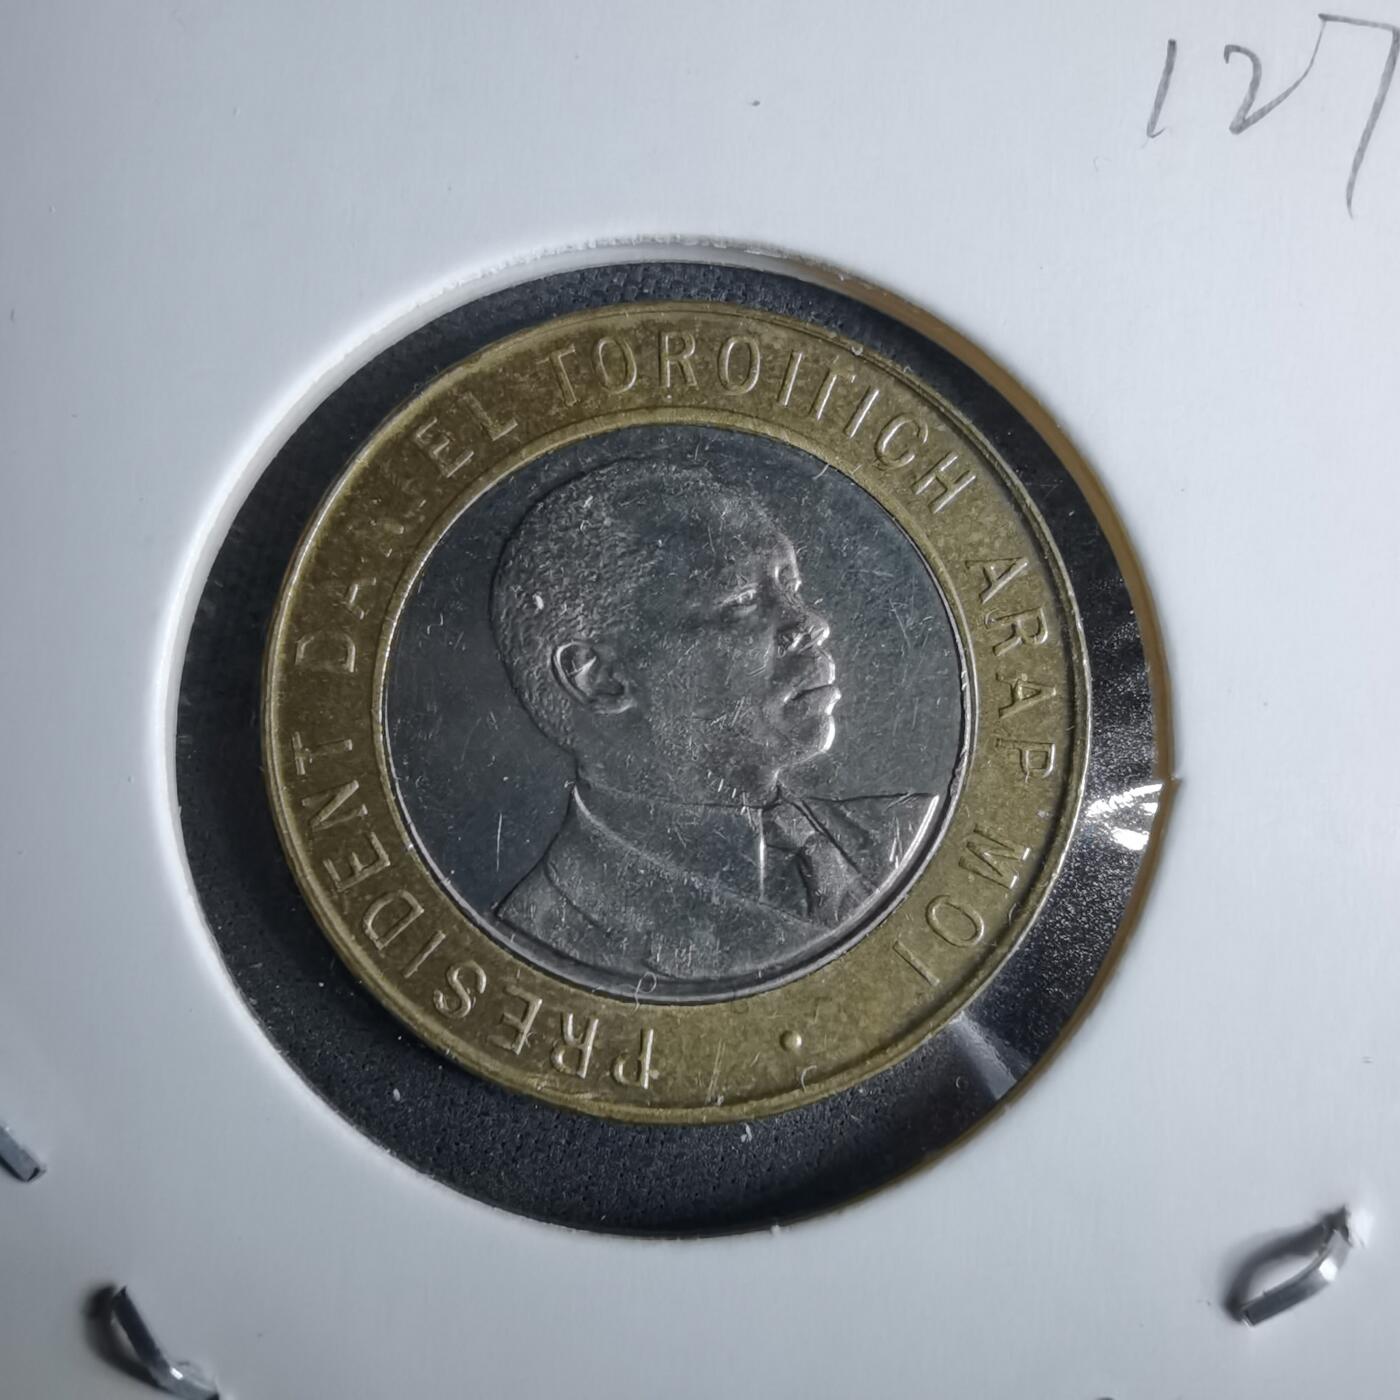 127
PRESIDENT DANIEL TOROITICH ARAP MOI